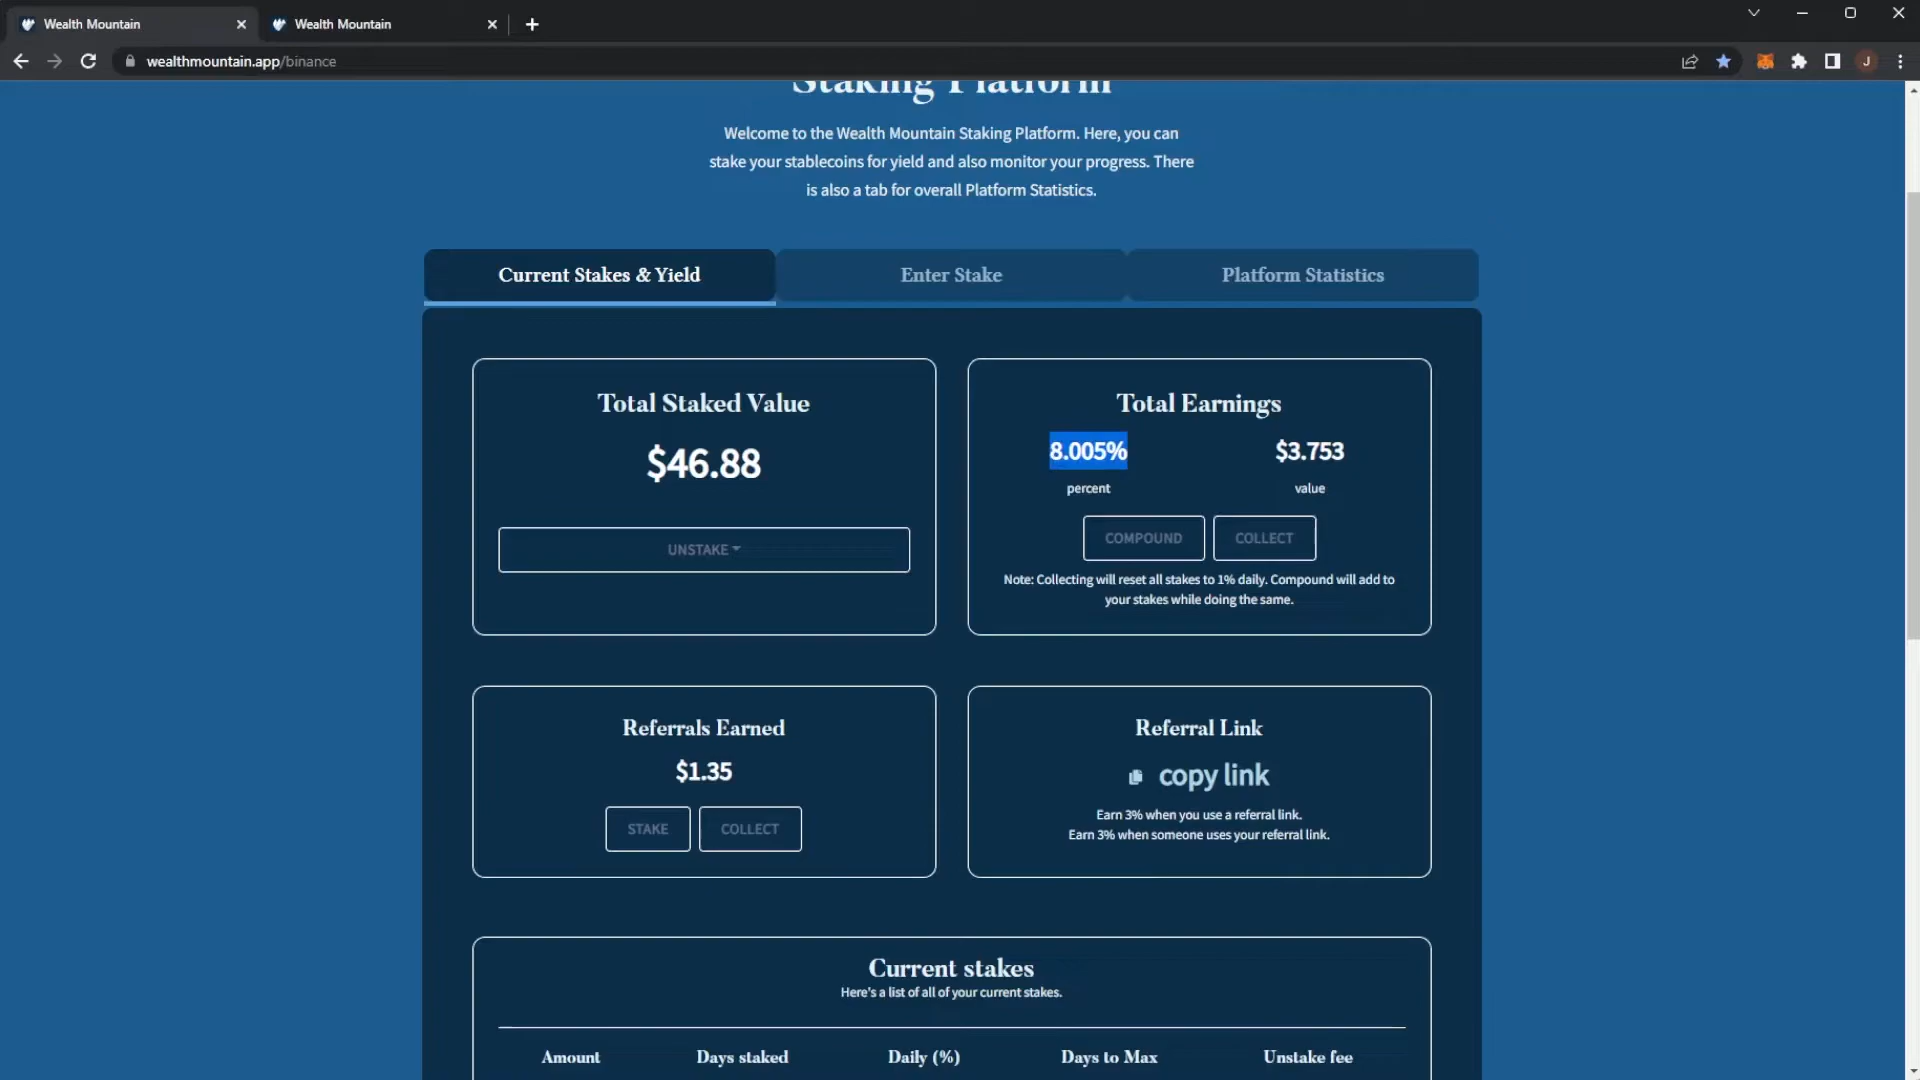 Wealth Mountain
Wealth Mountain
wealthmountain.app/binance
J
Staking Platform
Welcome to the Wealth Mountain Staking Platform. Here, you can
stake your stablecoins for yield and also monitor your progress. There
is also a tab for overall Platform Statistics.
Current Stakes & Yield
Enter Stake
Platform Statistics
Total Staked Value
$46.88
UNSTAKE
Total Earnings
8.005%
$3.753
percent
value
COMPOUND
COLLECT
Note: Collecting will reset all stakes to 1% daily. Compound will add to
your stakes while doing the same.
Referrals Earned
$1.35
STAKE
COLLECT
Referral Link
copy link
Earn 3% when you use a referral link.
Earn 3% when someone uses your referral link.
Current stakes
Here's a list of all of your current stakes.
Amount
Days staked
Daily (%)
Days to Max
Unstake fee